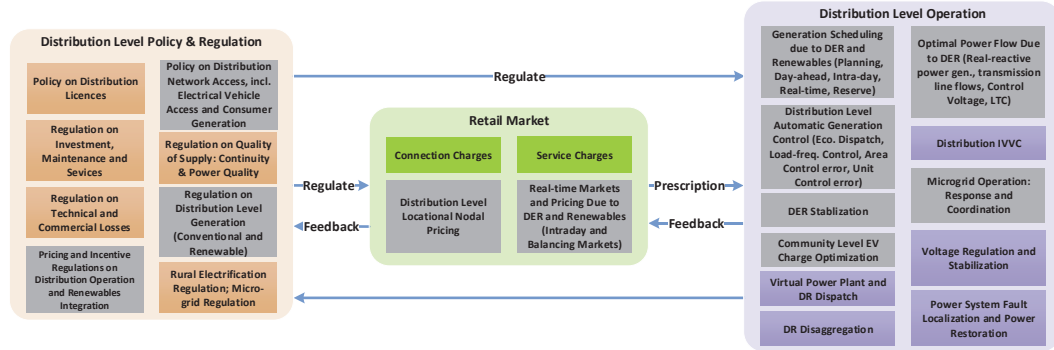 Distribution Level Policy & Regulation
Policy on Distribution
Licences
Regulation on
Investment,
Maintenance and
Sevices
Regulation on
Technical and
Commercial Losses
Pricing and Incentive
Regulations on
Distribution Operation
and Renewables
Integration
Policy on Distribution
Network Access, incl.
Electrical Vehicle
Access and Consumer
Generation
Regulation on Quality
of Supply: Continuity
& Power Quality
Regulation on
Distribution Level
Generation
(Conventional and
Renewable)
Rural Electrification
Regulation; Micro-
grid Regulation
Regulate
Regulate
Feedback
Retail Market
Connection Charges
Distribution Level
Locational Nodal
Pricing
Service Charges
Real-time Markets
and Pricing Due to
DER and Renewables
(Intraday and
Balancing Markets)
Prescription
Feedback
Distribution Level Operation
Generation Scheduling
due to DER and
Renewables (Planning,
Day-ahead, Intra-day,
Real-time, Reserve)
Distribution Level
Automatic Generation
Control (Eco. Dispatch,
Load-freq. Control, Area
Control error, Unit
Control error)
DER Stablization
Community Level EV
Charge Optimization
Virtual Power Plant and
DR Dispatch
DR Disaggregation
Optimal Power Flow Due
to DER (Real-reactive
power gen., transmission
line flows, Control
Voltage, LTC)
Distribution IVVC
Microgrid Operation:
Response and
Coordination
Voltage Regulation and
Stabilization
Power System Fault
Localization and Power
Restoration